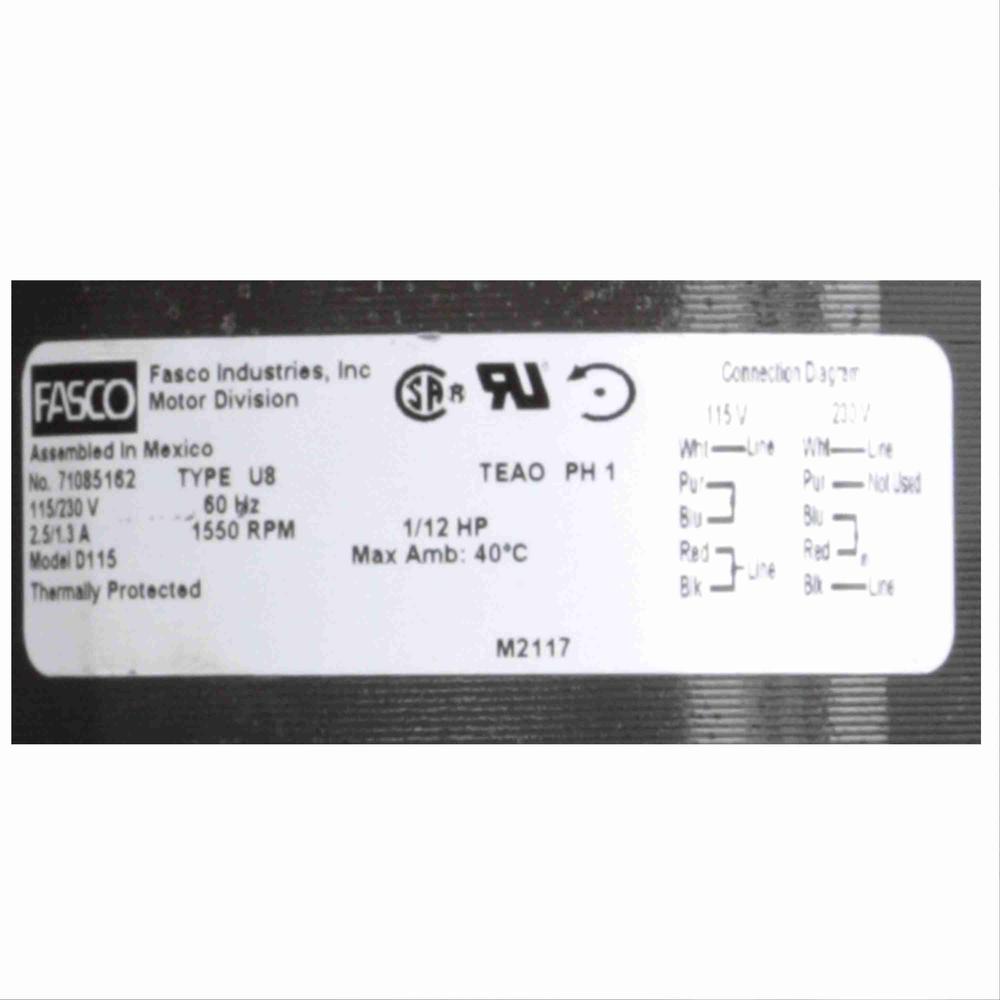 FASCO
Fasco Industries, Inc
Motor Division
Assembled In Mexico
No. 71085162 TYPE U8
115/230 V 60 Hz
2.5/1.3 A 1550 RPM 1/12 HP
Model D115 Max Amb: 40°C
Thermally Protected
TEAO PH 1
M2117
Connection Diagram
115 V 230 V
Wht Line Wht Line
Pur Pur Not Used
Blu Blu
Red Red
Line
Blk Blk Line